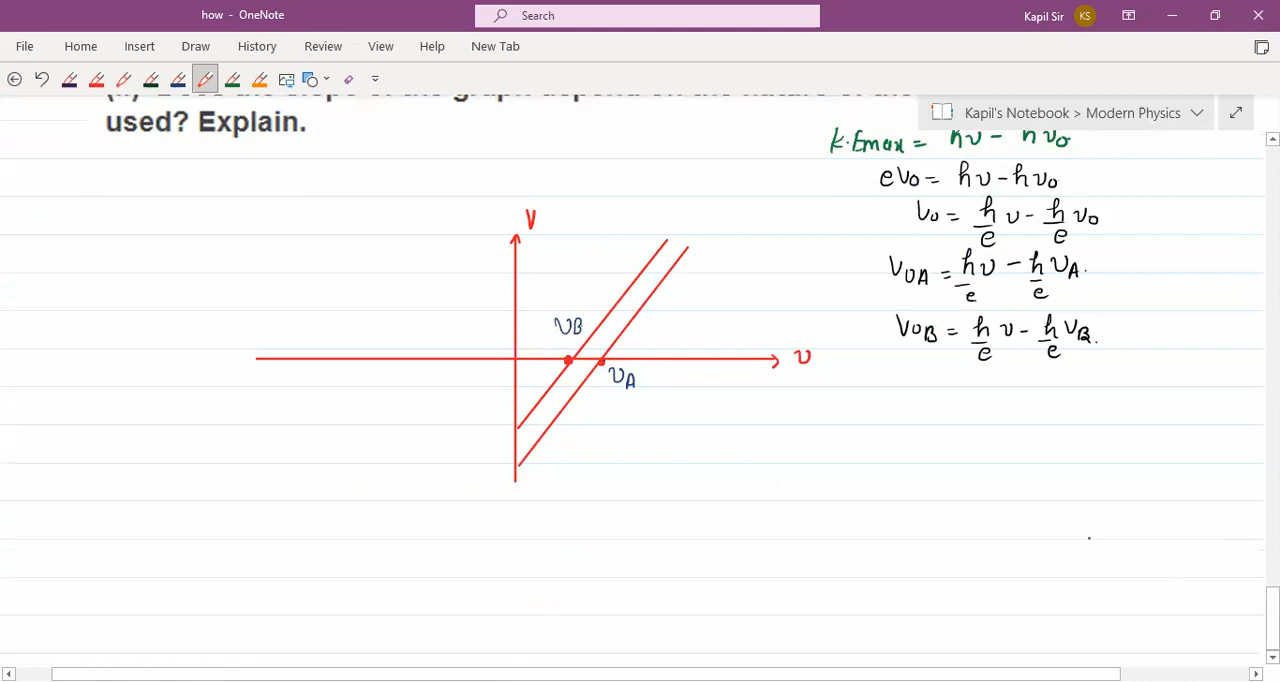 how - OneNote
Search
Kapil Sir
KS
File Home Insert Draw History Review View Help New Tab
Kapil's Notebook > Modern Physics
used? Explain.
K.Emax = hν - hν₀
eV₀ = hν - hν₀
V₀ = h/e ν - h/e ν₀
V₀A = h/e ν - h/e νA.
V₀B = h/e ν - h/e νB.
V
νB
ν
νA